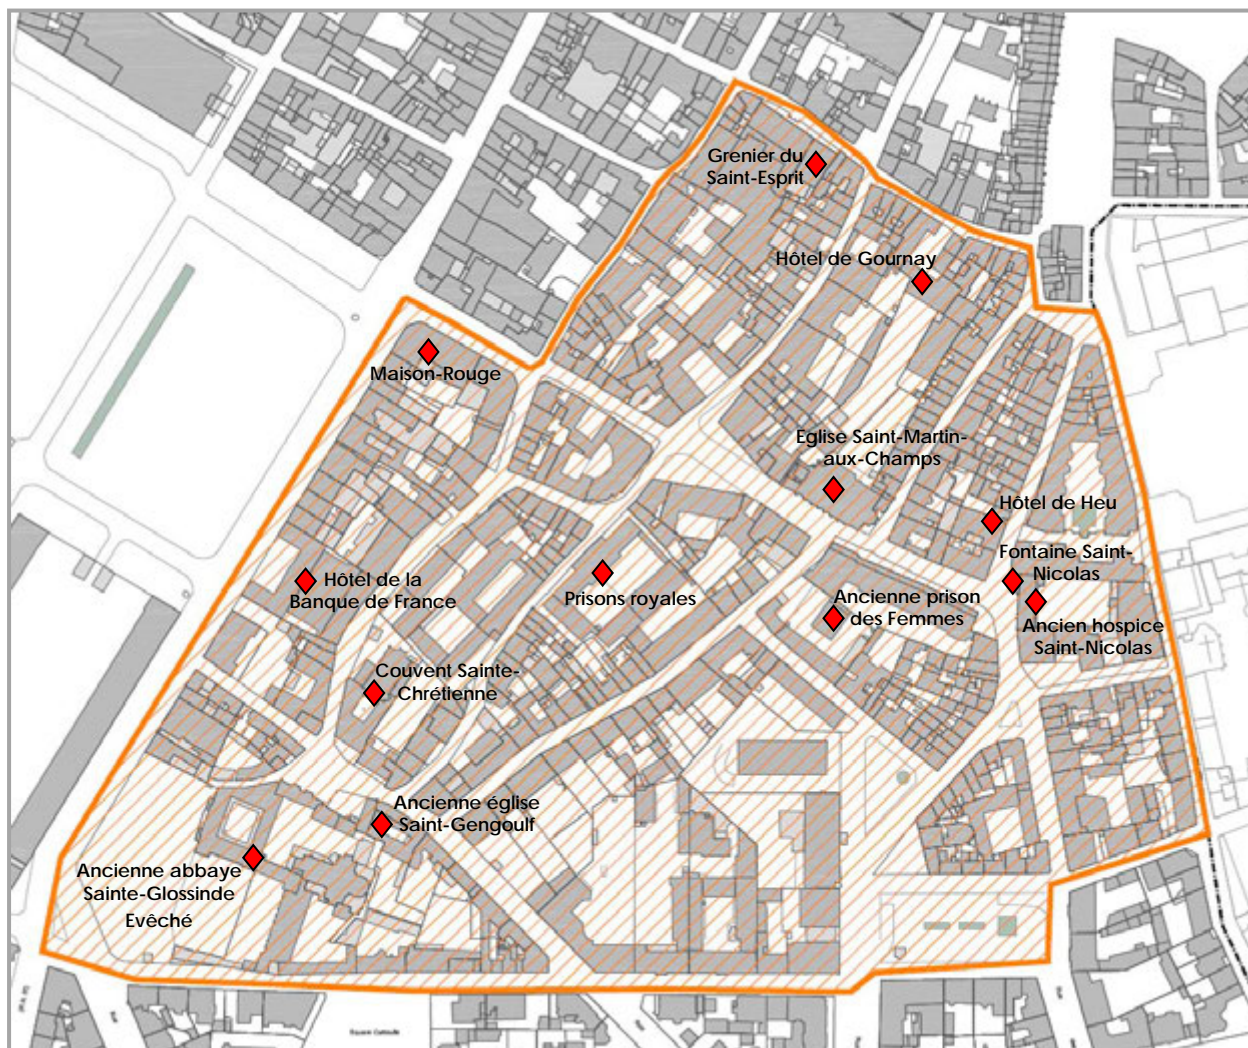 Grenier du
Saint-Esprit
Hôtel de Gournay
Maison-Rouge
Eglise Saint-Martin-
aux-Champs
Hôtel de Heu
Fontaine Saint-
Nicolas
Hôtel de la
Banque de France
Prisons royales
Ancienne prison
des Femmes
Ancien hospice
Saint-Nicolas
Couvent Sainte-
Chrétienne
Ancienne église
Saint-Gengoulf
Ancienne abbaye
Sainte-Glossinde
Evêché